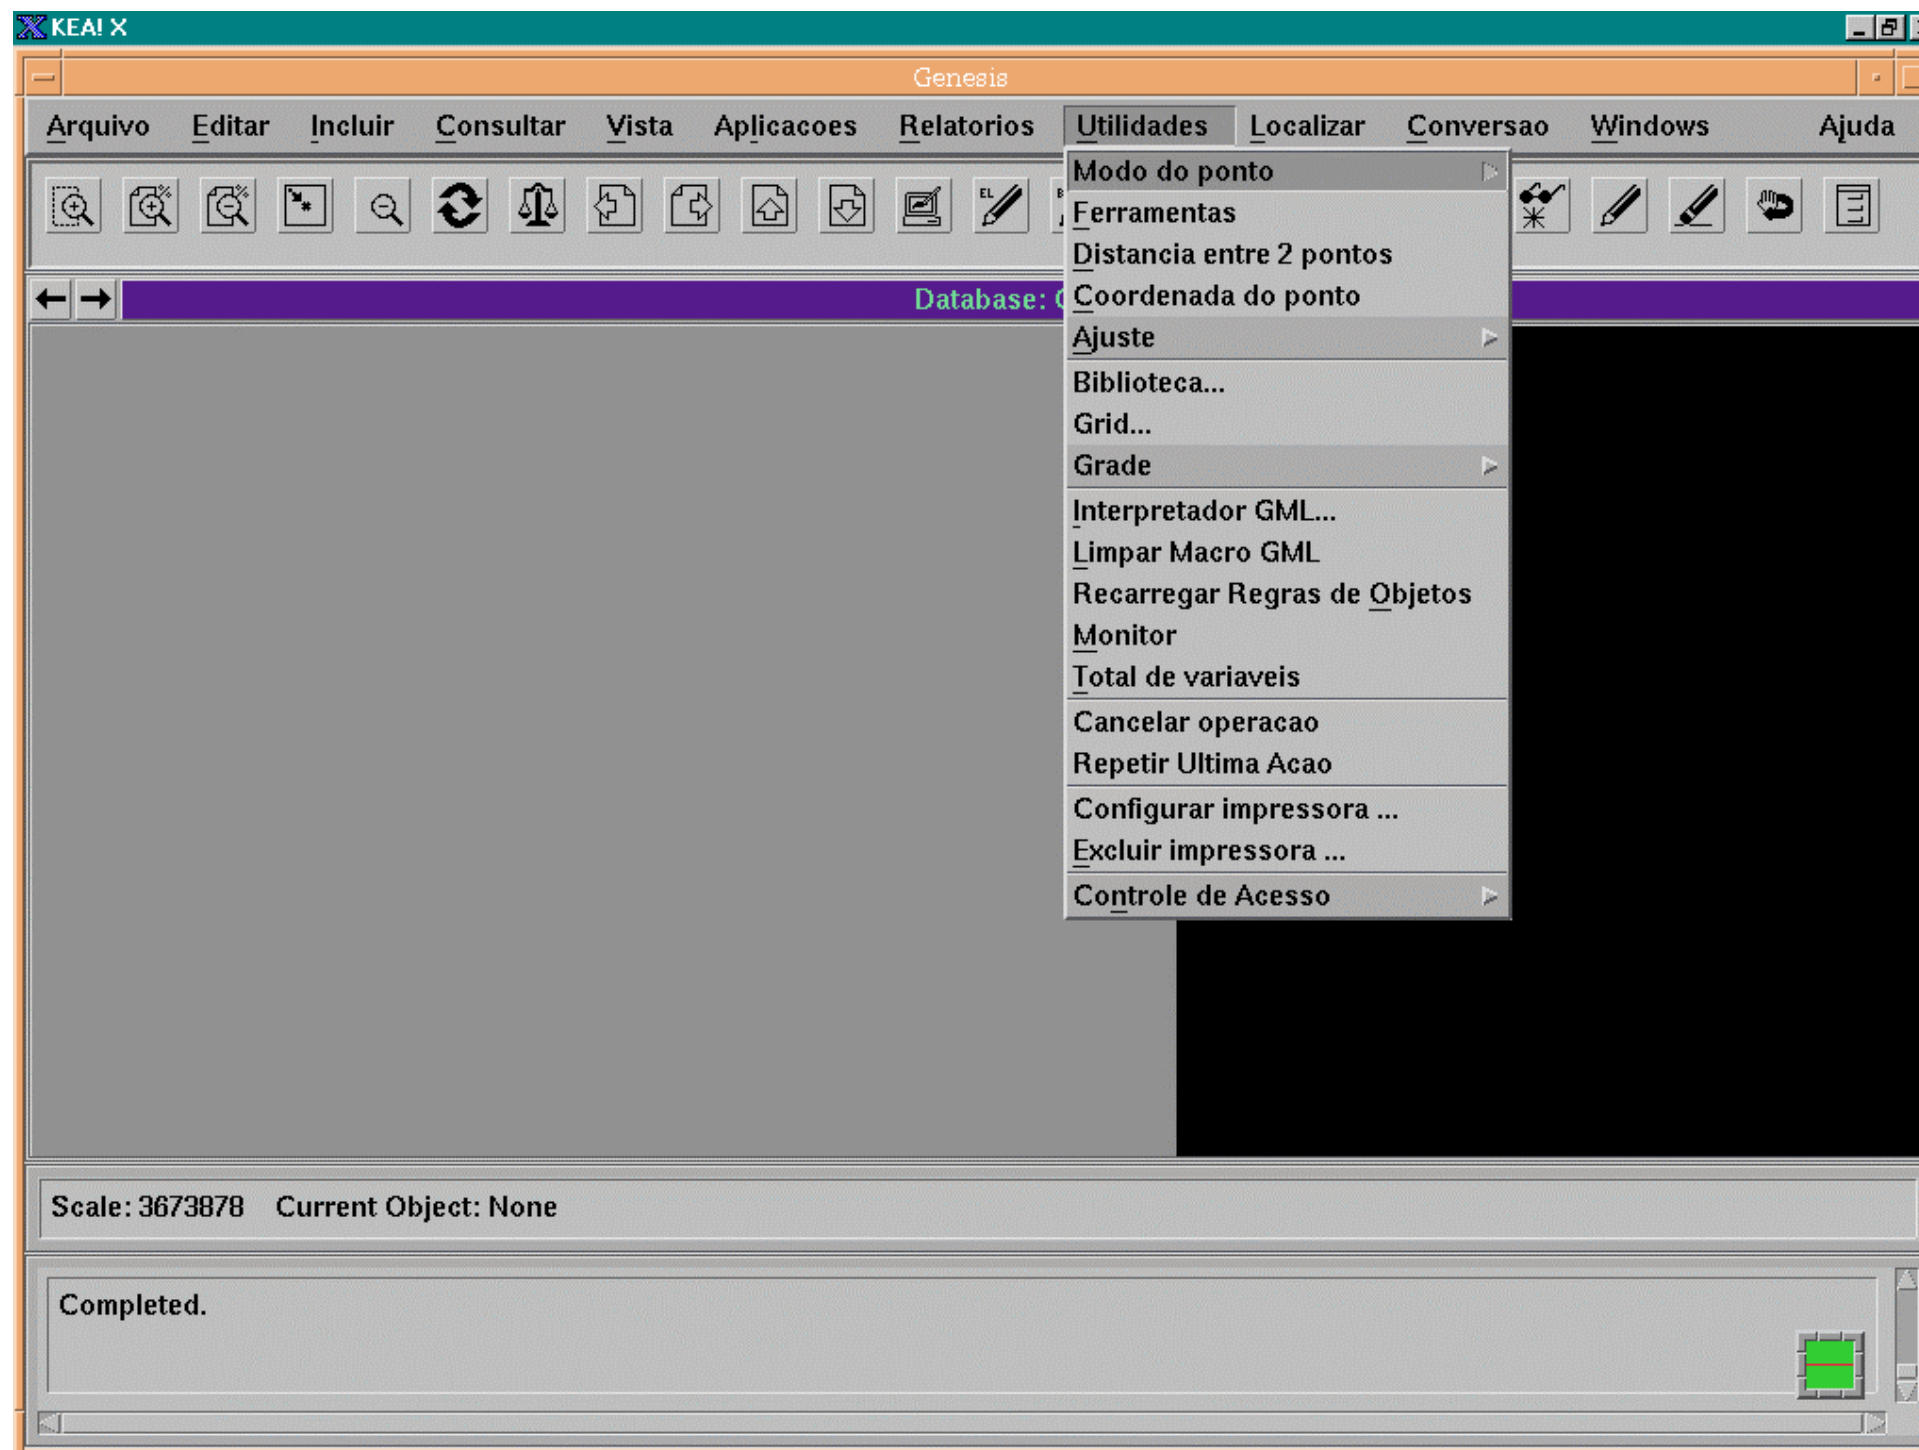 KEA! X
Genesis
Arquivo Editar Incluir Consultar Vista Aplicacoes Relatorios Utilidades Localizar Conversao Windows Ajuda
EL
Database:
Modo do ponto
Ferramentas
Distancia entre 2 pontos
Coordenada do ponto
Ajuste
Biblioteca...
Grid...
Grade
Interpretador GML...
Limpar Macro GML
Recarregar Regras de Objetos
Monitor
Total de variaveis
Cancelar operacao
Repetir Ultima Acao
Configurar impressora ...
Excluir impressora ...
Controle de Acesso
Scale: 3673878 Current Object: None
Completed.